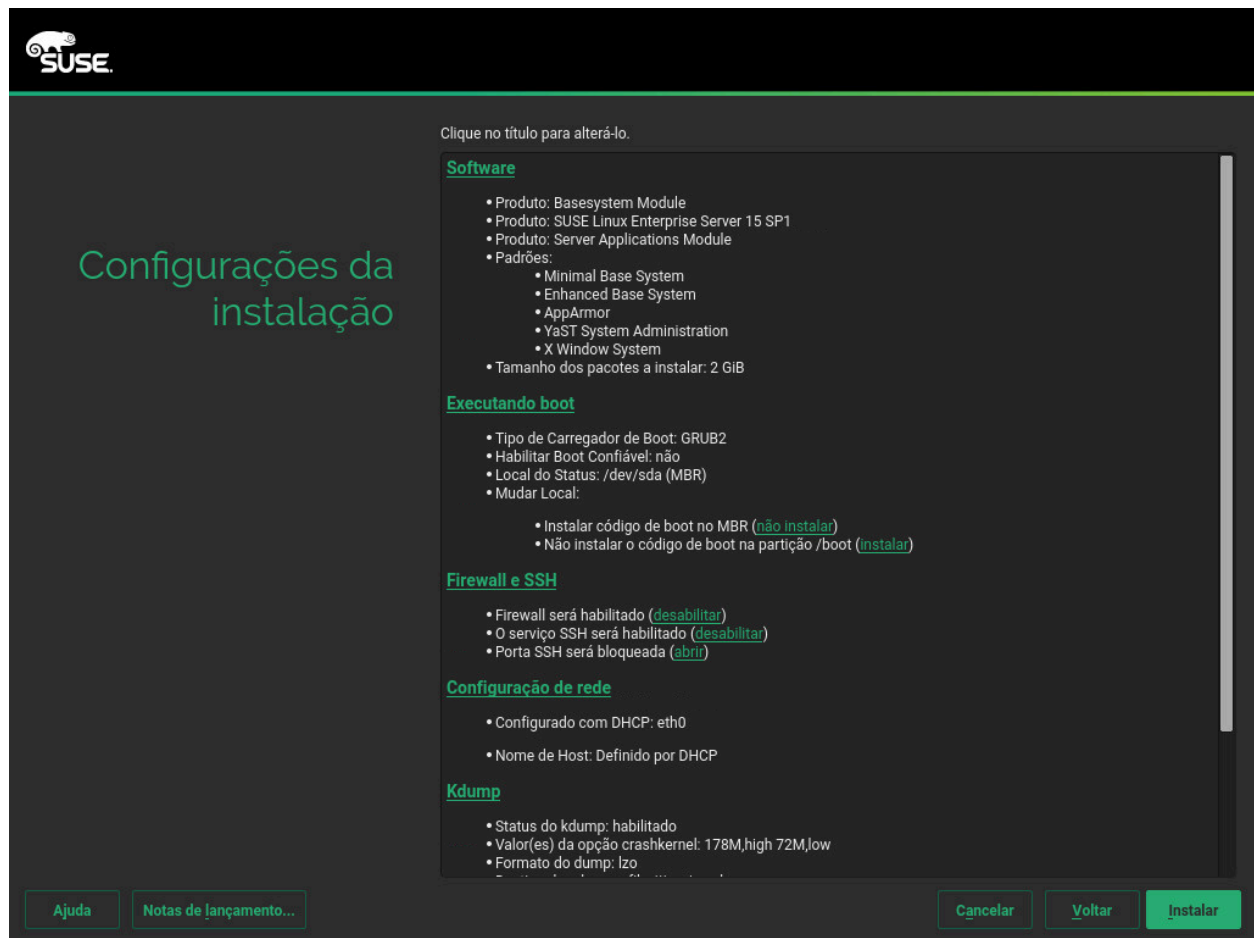 SUSE.
Clique no título para alterá-lo.
Configurações da
instalação
Software
• Produto: Basesystem Module
• Produto: SUSE Linux Enterprise Server 15 SP1
• Produto: Server Applications Module
• Padrões:
• Minimal Base System
• Enhanced Base System
• AppArmor
• YaST System Administration
• X Window System
• Tamanho dos pacotes a instalar: 2 GiB
Executando boot
• Tipo de Carregador de Boot: GRUB2
• Habilitar Boot Confiável: não
• Local do Status: /dev/sda (MBR)
• Mudar Local:
• Instalar código de boot no MBR (não instalar)
• Não instalar o código de boot na partição /boot (instalar)
Firewall e SSH
• Firewall será habilitado (desabilitar)
• O serviço SSH será habilitado (desabilitar)
• Porta SSH será bloqueada (abrir)
Configuração de rede
• Configurado com DHCP: eth0
• Nome de Host: Definido por DHCP
Kdump
• Status do kdump: habilitado
• Valor(es) da opção crashkernel: 178M,high 72M,low
• Formato do dump: lzo
Ajuda
Notas de lançamento...
Cancelar
Voltar
Instalar